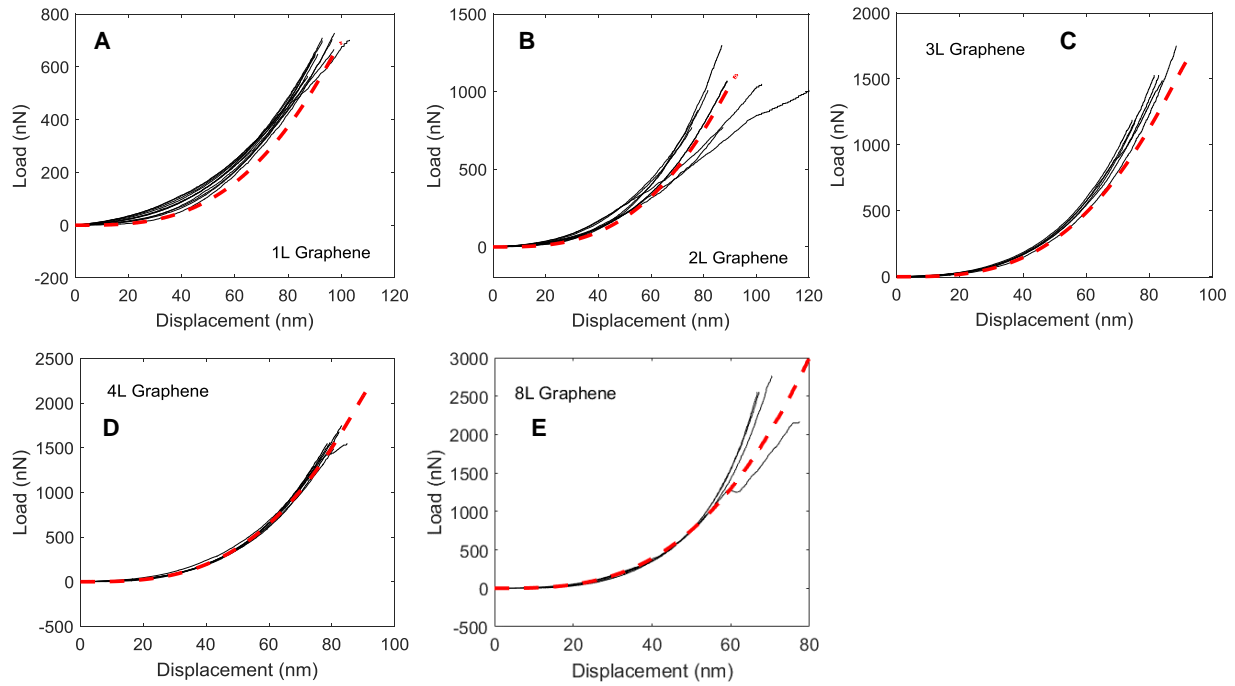 A
800
600
400
200
0
-200
Load (nN)
0 20 40 60 80 100 120
Displacement (nm)
1L Graphene
B
1500
1000
500
0
Load (nN)
0 20 40 60 80 100 120
Displacement (nm)
2L Graphene
3L Graphene C
2000
1500
1000
500
0
Load (nN)
0 20 40 60 80 100
Displacement (nm)
4L Graphene
D
2500
2000
1500
1000
500
0
-500
Load (nN)
0 20 40 60 80 100
Displacement (nm)
8L Graphene
E
3000
2500
2000
1500
1000
500
0
-500
Load (nN)
0 20 40 60 80
Displacement (nm)